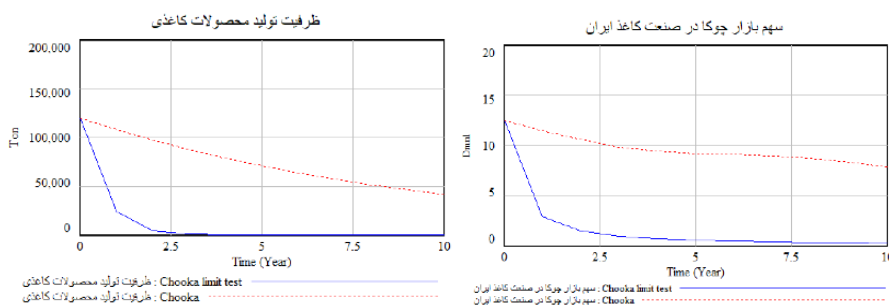 ظرفیت تولید محصولات کاغذی
200,000
150,000
100,000
50,000
0
Ton
0 2.5 5 7.5 10
Time (Year)
ظرفیت تولید محصولات کاغذی : Chooka limit test
ظرفیت تولید محصولات کاغذی : Chooka
سهم بازار چوکا در صنعت کاغذ ایران
20
15
10
5
0
Dmnl
0 2.5 5 7.5 10
Time (Year)
سهم بازار چوکا در صنعت کاغذ ایران : Chooka limit test
سهم بازار چوکا در صنعت کاغذ ایران : Chooka